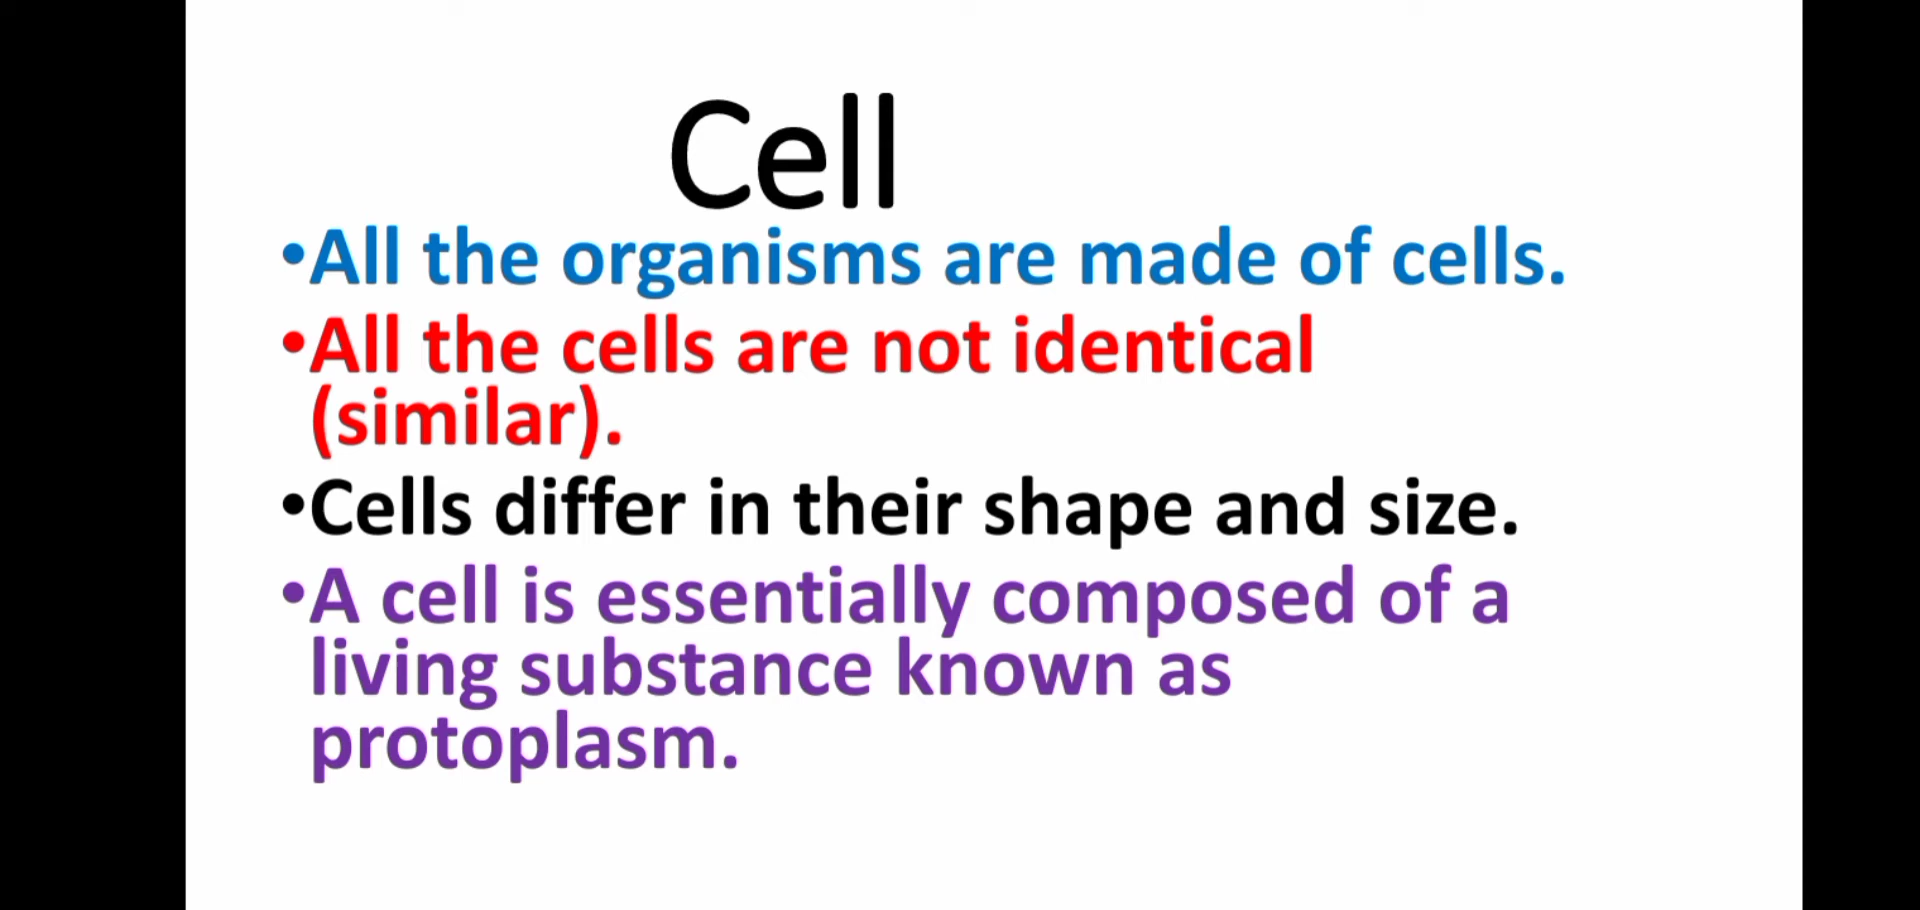 Cell
•All the organisms are made of cells.
•All the cells are not identical
(similar).
•Cells differ in their shape and size.
•A cell is essentially composed of a
living substance known as
protoplasm.